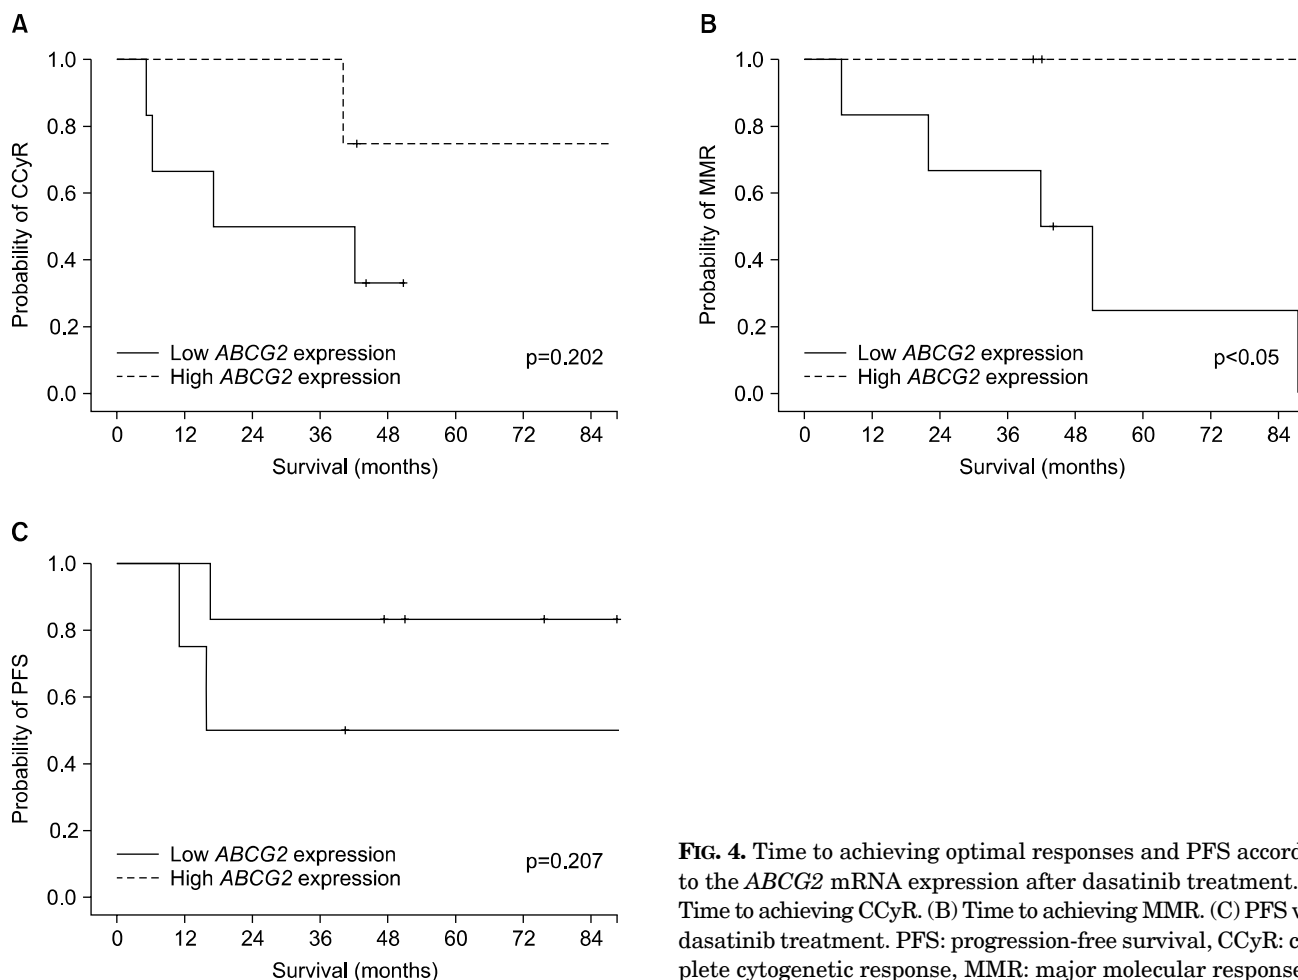 A
1.0
0.8
0.6
0.4
0.2
0.0
Probability of CCyR
Low ABCG2 expression
High ABCG2 expression
p=0.202
0 12 24 36 48 60 72 84
Survival (months)
B
1.0
0.8
0.6
0.4
0.2
0.0
Probability of MMR
Low ABCG2 expression
High ABCG2 expression
p<0.05
0 12 24 36 48 60 72 84
Survival (months)
C
1.0
0.8
0.6
0.4
0.2
0.0
Probability of PFS
Low ABCG2 expression
High ABCG2 expression
p=0.207
0 12 24 36 48 60 72 84
Survival (months)
FIG. 4. Time to achieving optimal responses and PFS accord
to the ABCG2 mRNA expression after dasatinib treatment.
Time to achieving CCyR. (B) Time to achieving MMR. (C) PFS
dasatinib treatment. PFS: progression-free survival, CCyR:
plete cytogenetic response, MMR: major molecular response